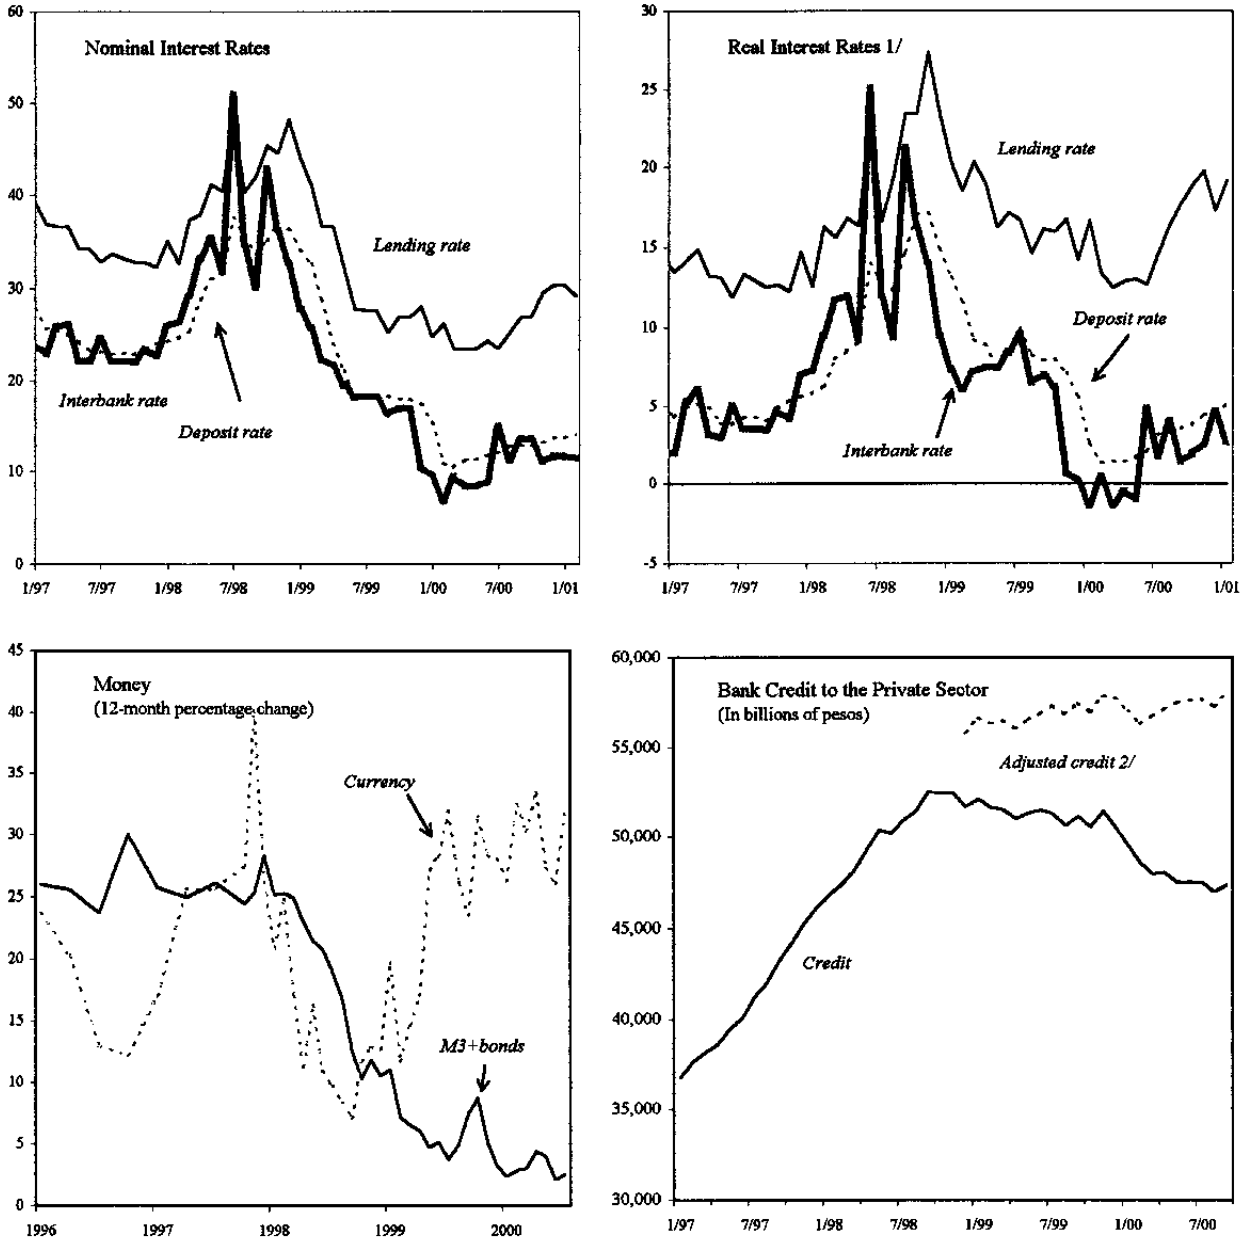 Nominal Interest Rates
60
50
40
30
20
10
0
Lending rate
Interbank rate
Deposit rate
1/97 7/97 1/98 7/98 1/99 7/99 1/00 7/00 1/01
Real Interest Rates 1/
30
25
20
15
10
5
0
-5
Lending rate
Deposit rate
Interbank rate
1/97 7/97 1/98 7/98 1/99 7/99 1/00 7/00 1/01
Money
(12-month percentage change)
45
40
35
30
25
20
15
10
5
0
Currency
M3+bonds
1996 1997 1998 1999 2000
Bank Credit to the Private Sector
(In billions of pesos)
60,000
55,000
50,000
45,000
40,000
35,000
30,000
Adjusted credit 2/
Credit
1/97 7/97 1/98 7/98 1/99 7/99 1/00 7/00